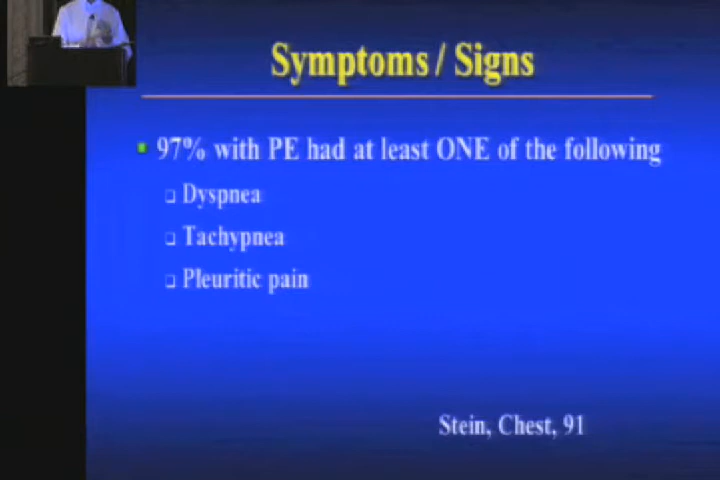 Symptoms / Signs
97% with PE had at least ONE of the following
Dyspnea
Tachypnea
Pleuritic pain
Stein, Chest, 91